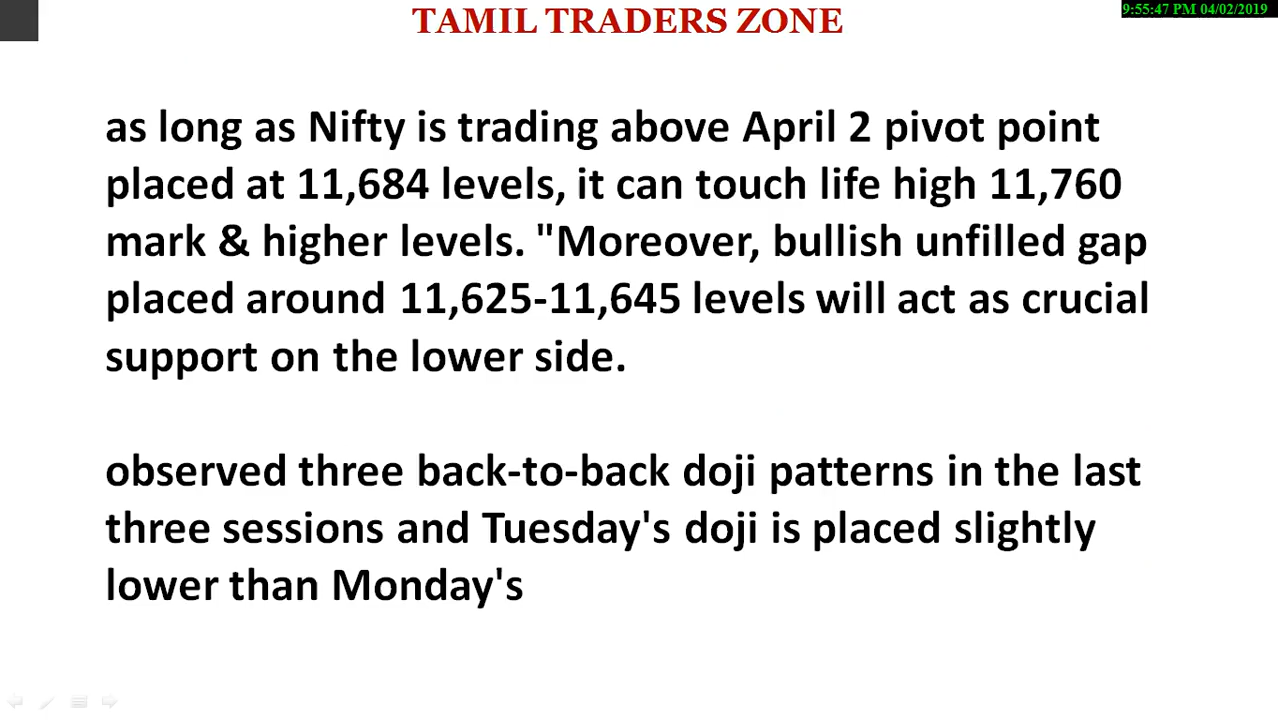 TAMIL TRADERS ZONE
9:55:47 PM 04/02/2019
as long as Nifty is trading above April 2 pivot point
placed at 11,684 levels, it can touch life high 11,760
mark & higher levels. "Moreover, bullish unfilled gap
placed around 11,625-11,645 levels will act as crucial
support on the lower side.
observed three back-to-back doji patterns in the last
three sessions and Tuesday's doji is placed slightly
lower than Monday's